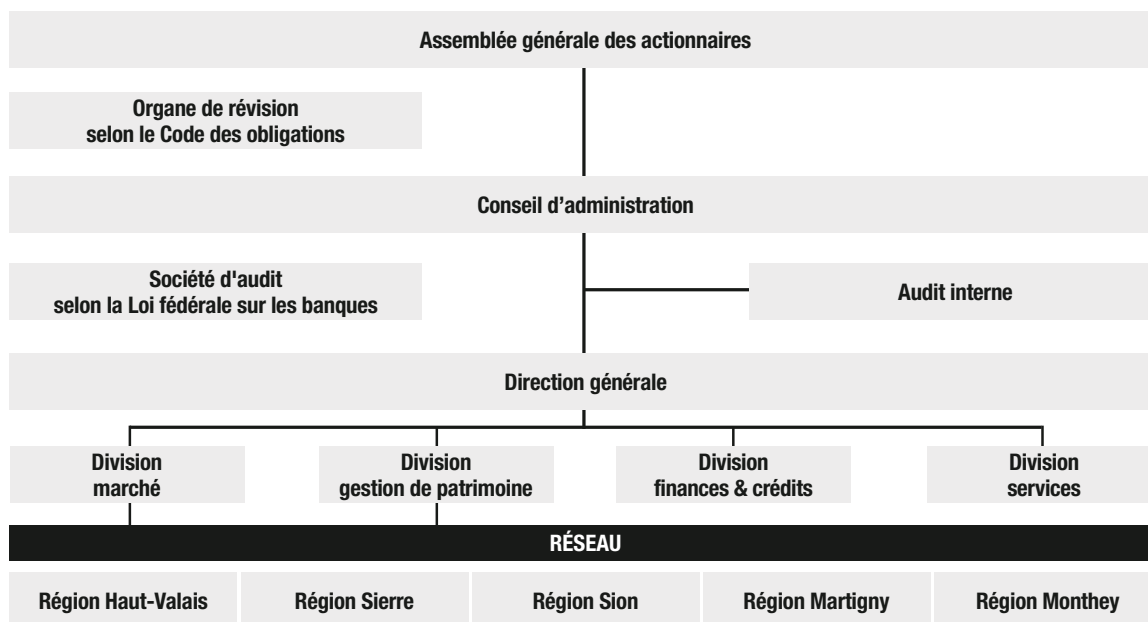 Assemblée générale des actionnaires
Organe de révision
selon le Code des obligations
Conseil d’administration
Société d'audit
selon la Loi fédérale sur les banques
Audit interne
Direction générale
Division
marché
Division
gestion de patrimoine
Division
finances & crédits
Division
services
RÉSEAU
Région Haut-Valais
Région Sierre
Région Sion
Région Martigny
Région Monthey